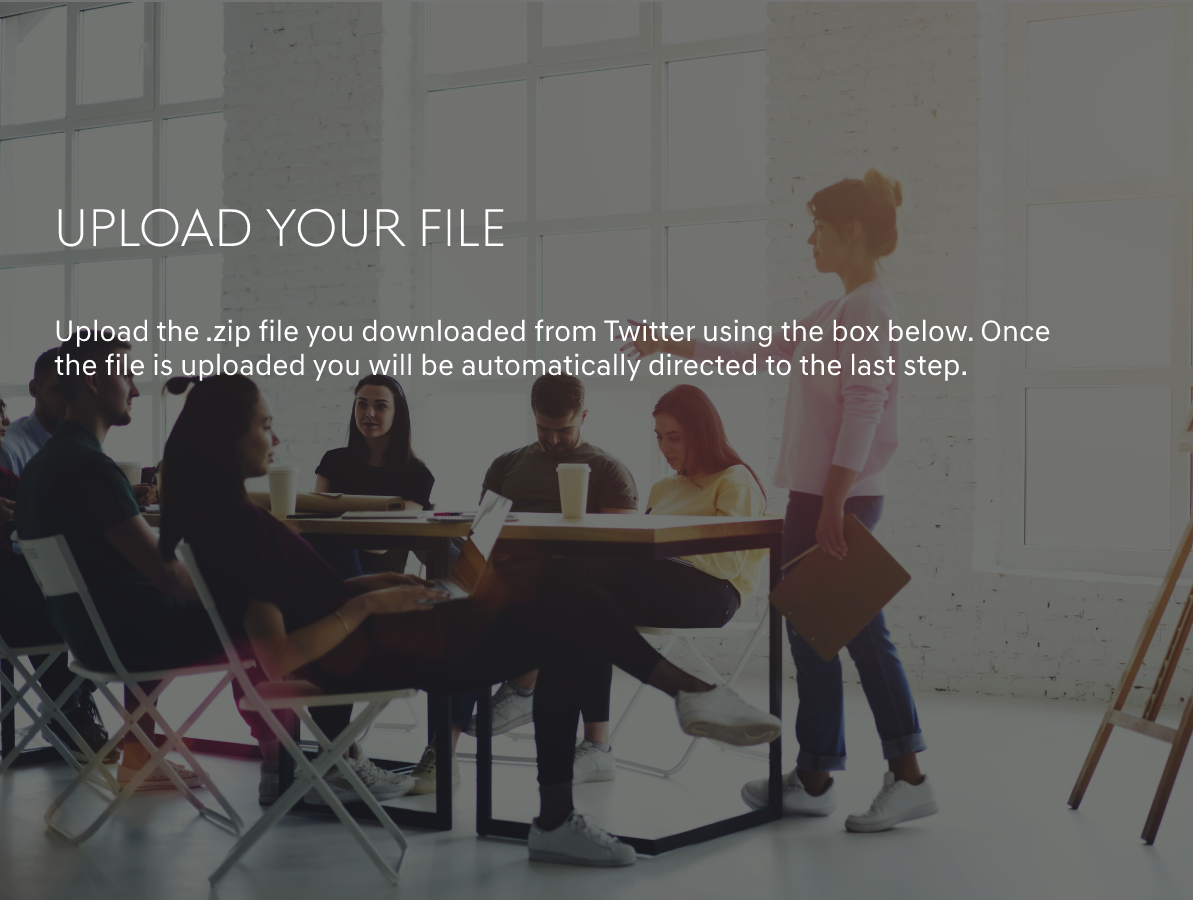 UPLOAD YOUR FILE
Upload the .zip file you downloaded from Twitter using the box below. Once
the file is uploaded you will be automatically directed to the last step.